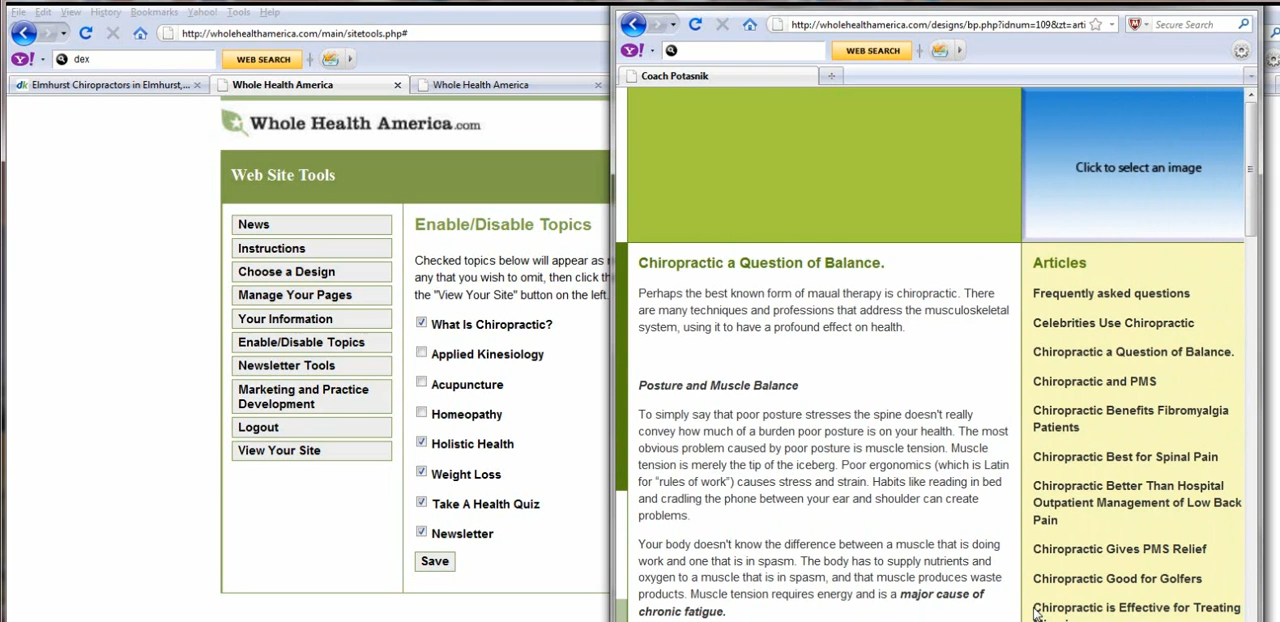 File Edit View History Bookmarks Yahoo! Tools Help
http://wholehealthamerica.com/main/sitetools.php#
Y! dex WEB SEARCH
dk Elmhurst Chiropractors in Elmhurst,...
Whole Health America
Whole Health America
Whole Health America.com
Web Site Tools
News
Instructions
Choose a Design
Manage Your Pages
Your Information
Enable/Disable Topics
Newsletter Tools
Marketing and Practice
Development
Logout
View Your Site
Enable/Disable Topics
Checked topics below will appear as
any that you wish to omit, then click th
the "View Your Site" button on the left.
What Is Chiropractic?
Applied Kinesiology
Acupuncture
Homeopathy
Holistic Health
Weight Loss
Take A Health Quiz
Newsletter
Save
http://wholehealthamerica.com/designs/bp.php?idnum=109&zt=arti
Secure Search
Y! WEB SEARCH
Coach Potasnik
Click to select an image
Chiropractic a Question of Balance.
Perhaps the best known form of maual therapy is chiropractic. There
are many techniques and professions that address the musculoskeletal
system, using it to have a profound effect on health.
Posture and Muscle Balance
To simply say that poor posture stresses the spine doesn't really
convey how much of a burden poor posture is on your health. The most
obvious problem caused by poor posture is muscle tension. Muscle
tension is merely the tip of the iceberg. Poor ergonomics (which is Latin
for "rules of work") causes stress and strain. Habits like reading in bed
and cradling the phone between your ear and shoulder can create
problems.
Your body doesn't know the difference between a muscle that is doing
work and one that is in spasm. The body has to supply nutrients and
oxygen to a muscle that is in spasm, and that muscle produces waste
products. Muscle tension requires energy and is a major cause of
chronic fatigue.
Articles
Frequently asked questions
Celebrities Use Chiropractic
Chiropractic a Question of Balance.
Chiropractic and PMS
Chiropractic Benefits Fibromyalgia
Patients
Chiropractic Best for Spinal Pain
Chiropractic Better Than Hospital
Outpatient Management of Low Back
Pain
Chiropractic Gives PMS Relief
Chiropractic Good for Golfers
Chiropractic is Effective for Treating